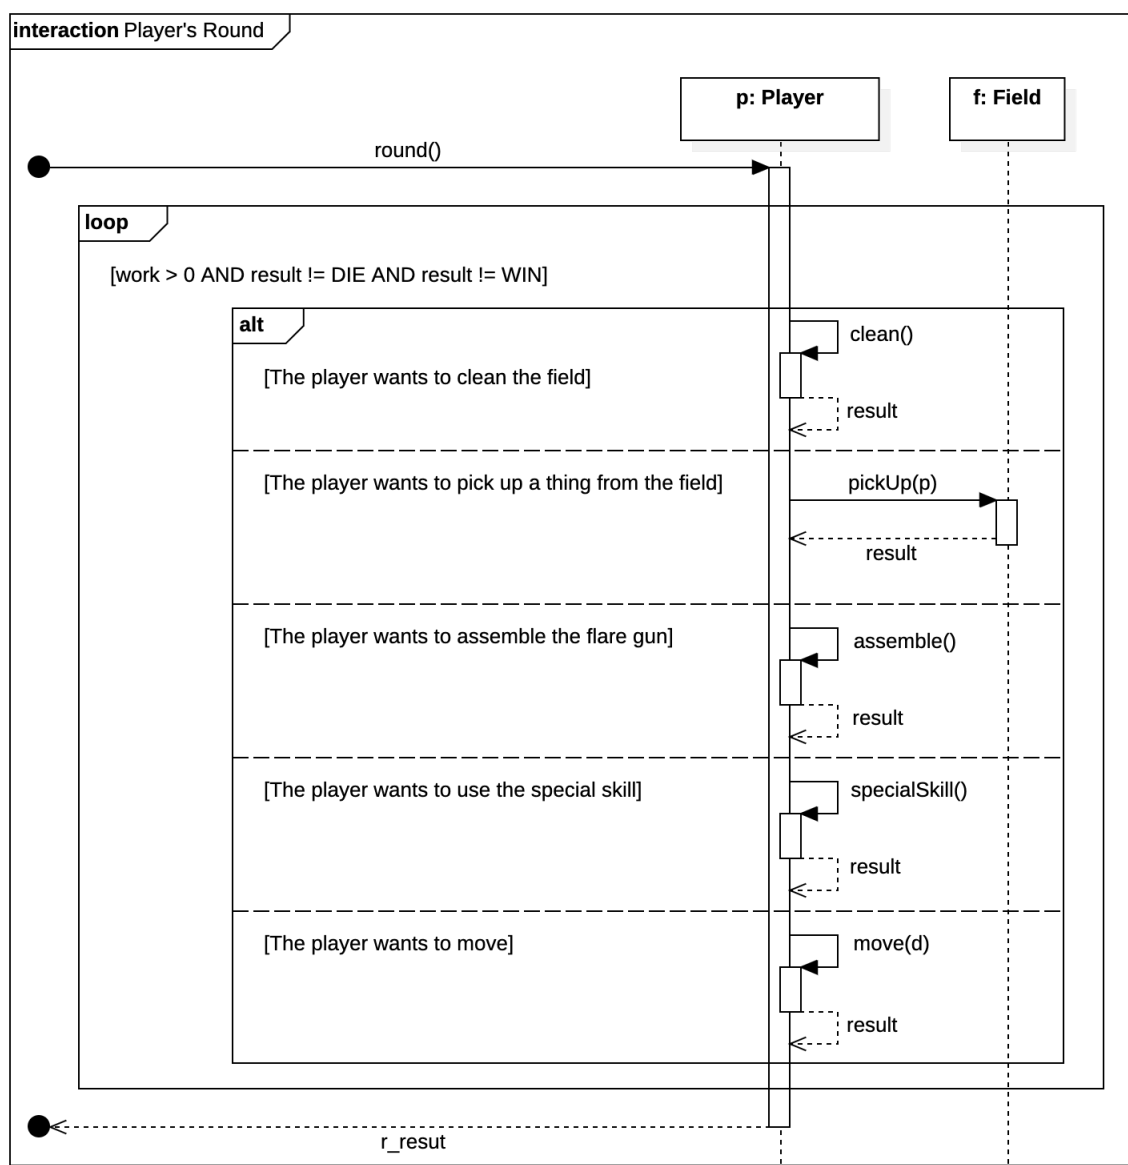 interaction Player's Round
p: Player
f: Field
round()
loop
[work > 0 AND result != DIE AND result != WIN]
alt
clean()
[The player wants to clean the field]
result
[The player wants to pick up a thing from the field]
pickUp(p)
result
[The player wants to assemble the flare gun]
assemble()
result
[The player wants to use the special skill]
specialSkill()
result
[The player wants to move]
move(d)
result
r_resut